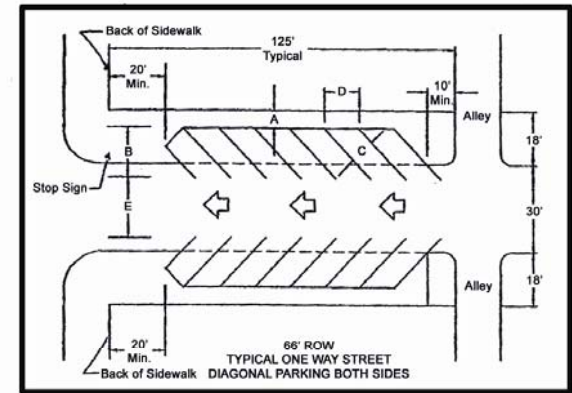 Back of Sidewalk
125'
Typical
20'
Min.
D
10'
Min.
Alley
A
18'
B
C
Stop Sign
E
30'
18'
Alley
20'
Min.
Back of Sidewalk
66' ROW
TYPICAL ONE WAY STREET
DIAGONAL PARKING BOTH SIDES